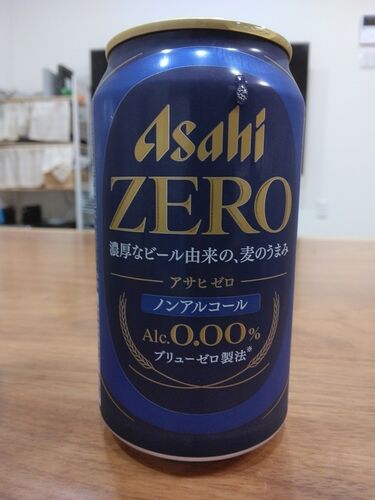 Asahi
ZERO
濃厚なビール由来の、麦のうまみ
アサヒ ゼロ
ノンアルコール
Alc.0.00%
ブリューゼロ製法※